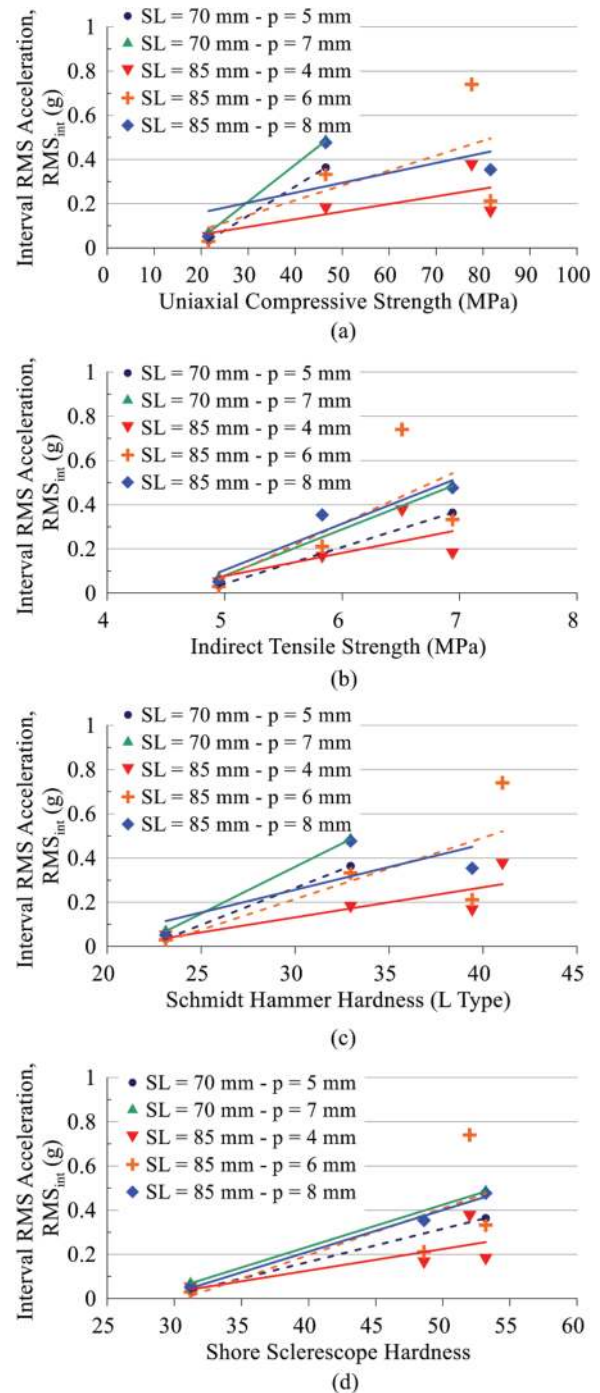 Interval RMS Acceleration,
RMSint (g)
SL = 70 mm - p = 5 mm
SL = 70 mm - p = 7 mm
SL = 85 mm - p = 4 mm
SL = 85 mm - p = 6 mm
SL = 85 mm - p = 8 mm
1
0.8
0.6
0.4
0.2
0
0 10 20 30 40 50 60 70 80 90 100
Uniaxial Compressive Strength (MPa)
(a)
Interval RMS Acceleration,
RMSint (g)
SL = 70 mm - p = 5 mm
SL = 70 mm - p = 7 mm
SL = 85 mm - p = 4 mm
SL = 85 mm - p = 6 mm
SL = 85 mm - p = 8 mm
1
0.8
0.6
0.4
0.2
0
4 5 6 7 8
Indirect Tensile Strength (MPa)
(b)
Interval RMS Acceleration,
RMSint (g)
SL = 70 mm - p = 5 mm
SL = 70 mm - p = 7 mm
SL = 85 mm - p = 4 mm
SL = 85 mm - p = 6 mm
SL = 85 mm - p = 8 mm
1
0.8
0.6
0.4
0.2
0
20 25 30 35 40 45
Schmidt Hammer Hardness (L Type)
(c)
Interval RMS Acceleration,
RMSint (g)
SL = 70 mm - p = 5 mm
SL = 70 mm - p = 7 mm
SL = 85 mm - p = 4 mm
SL = 85 mm - p = 6 mm
SL = 85 mm - p = 8 mm
1
0.8
0.6
0.4
0.2
0
25 30 35 40 45 50 55 60
Shore Sclerescope Hardness
(d)